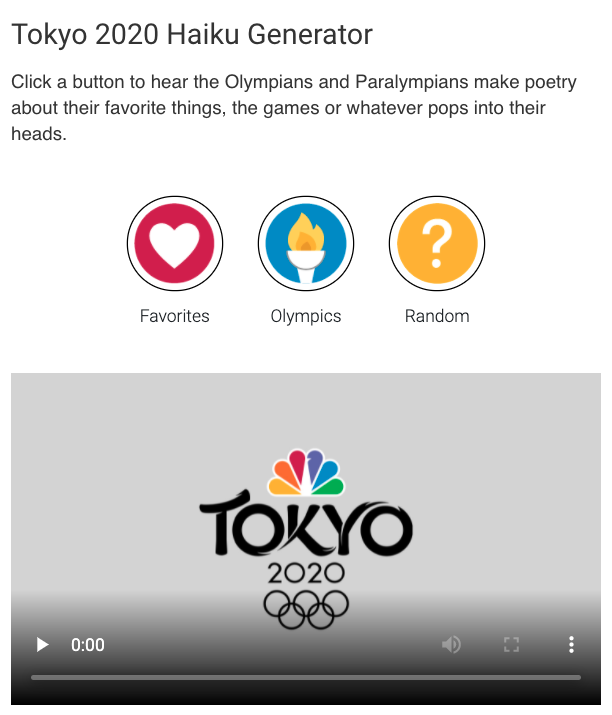 Tokyo 2020 Haiku Generator
Click a button to hear the Olympians and Paralympians make poetry
about their favorite things, the games or whatever pops into their
heads.
?
Favorites
Olympics
Random
TOKYO
2020
0:00